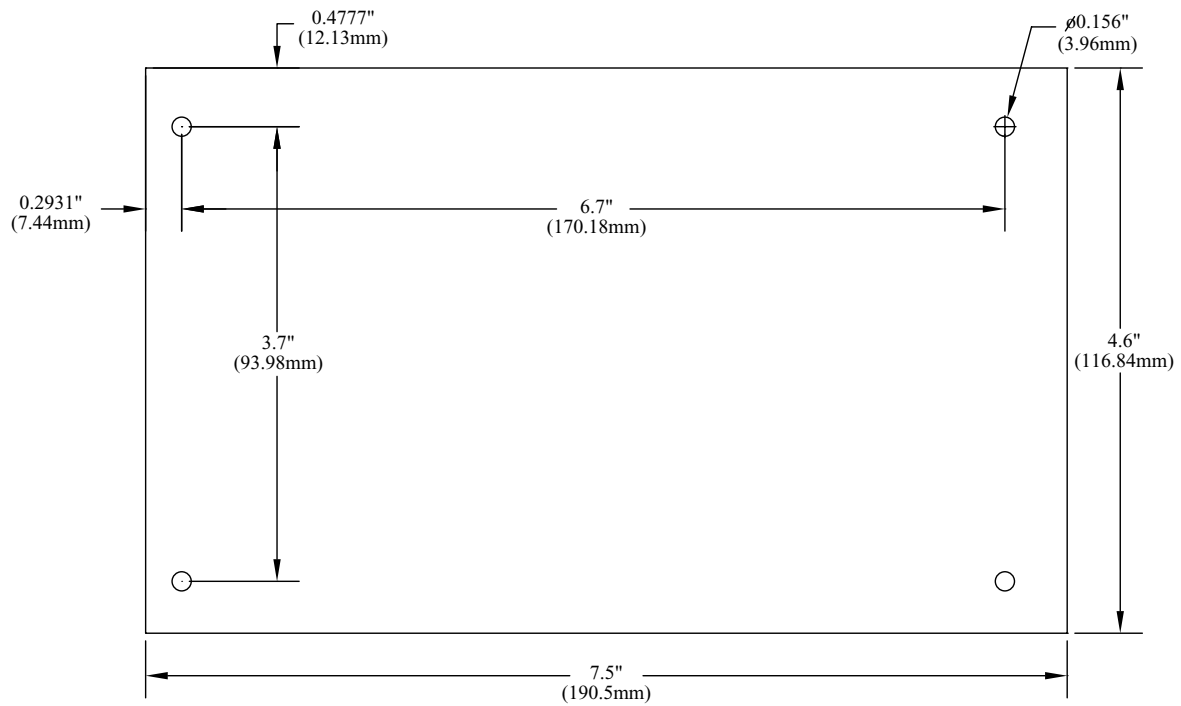 0.4777"
(12.13mm)
ø0.156"
(3.96mm)
0.2931"
(7.44mm)
6.7"
(170.18mm)
3.7"
(93.98mm)
4.6"
(116.84mm)
7.5"
(190.5mm)